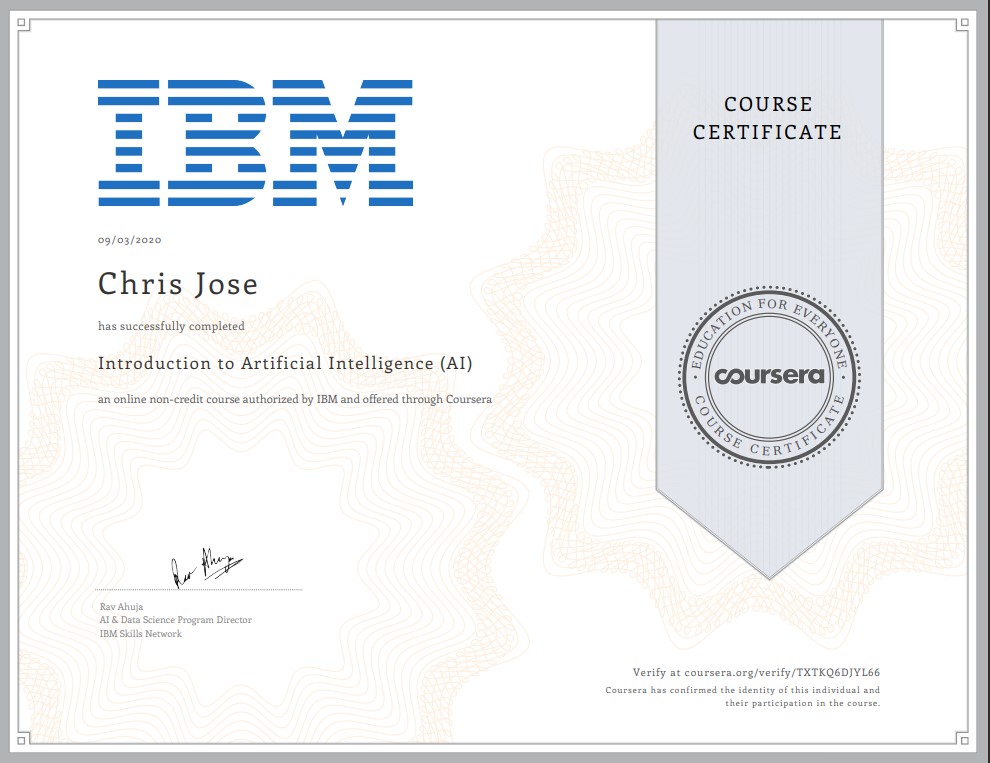 IBM
COURSE
CERTIFICATE
09/03/2020
Chris Jose
has successfully completed
Introduction to Artificial Intelligence (AI)
an online non-credit course authorized by IBM and offered through Coursera
EDUCATION FOR EVERYONE
coursera
COURSE CERTIFICATE
Rav Ahuja
Rav Ahuja
AI & Data Science Program Director
IBM Skills Network
Verify at coursera.org/verify/TXTKQ6DJYL66
Coursera has confirmed the identity of this individual and
their participation in the course.